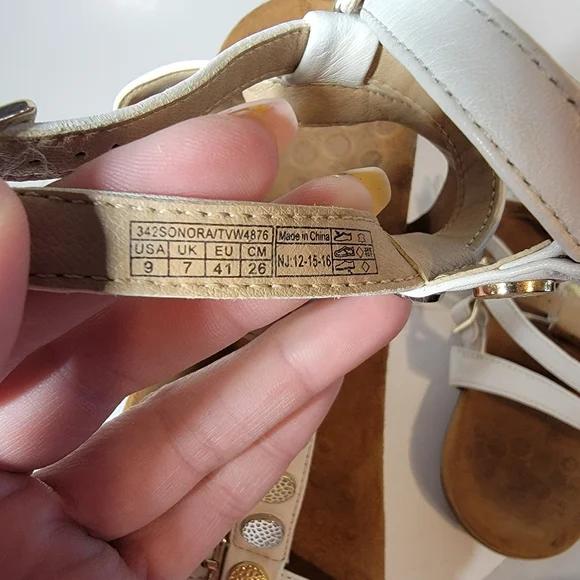 342SONORA/TVW4876
USA UK EU CM
9 7 41 26
Made in China
NJ:12-15-16